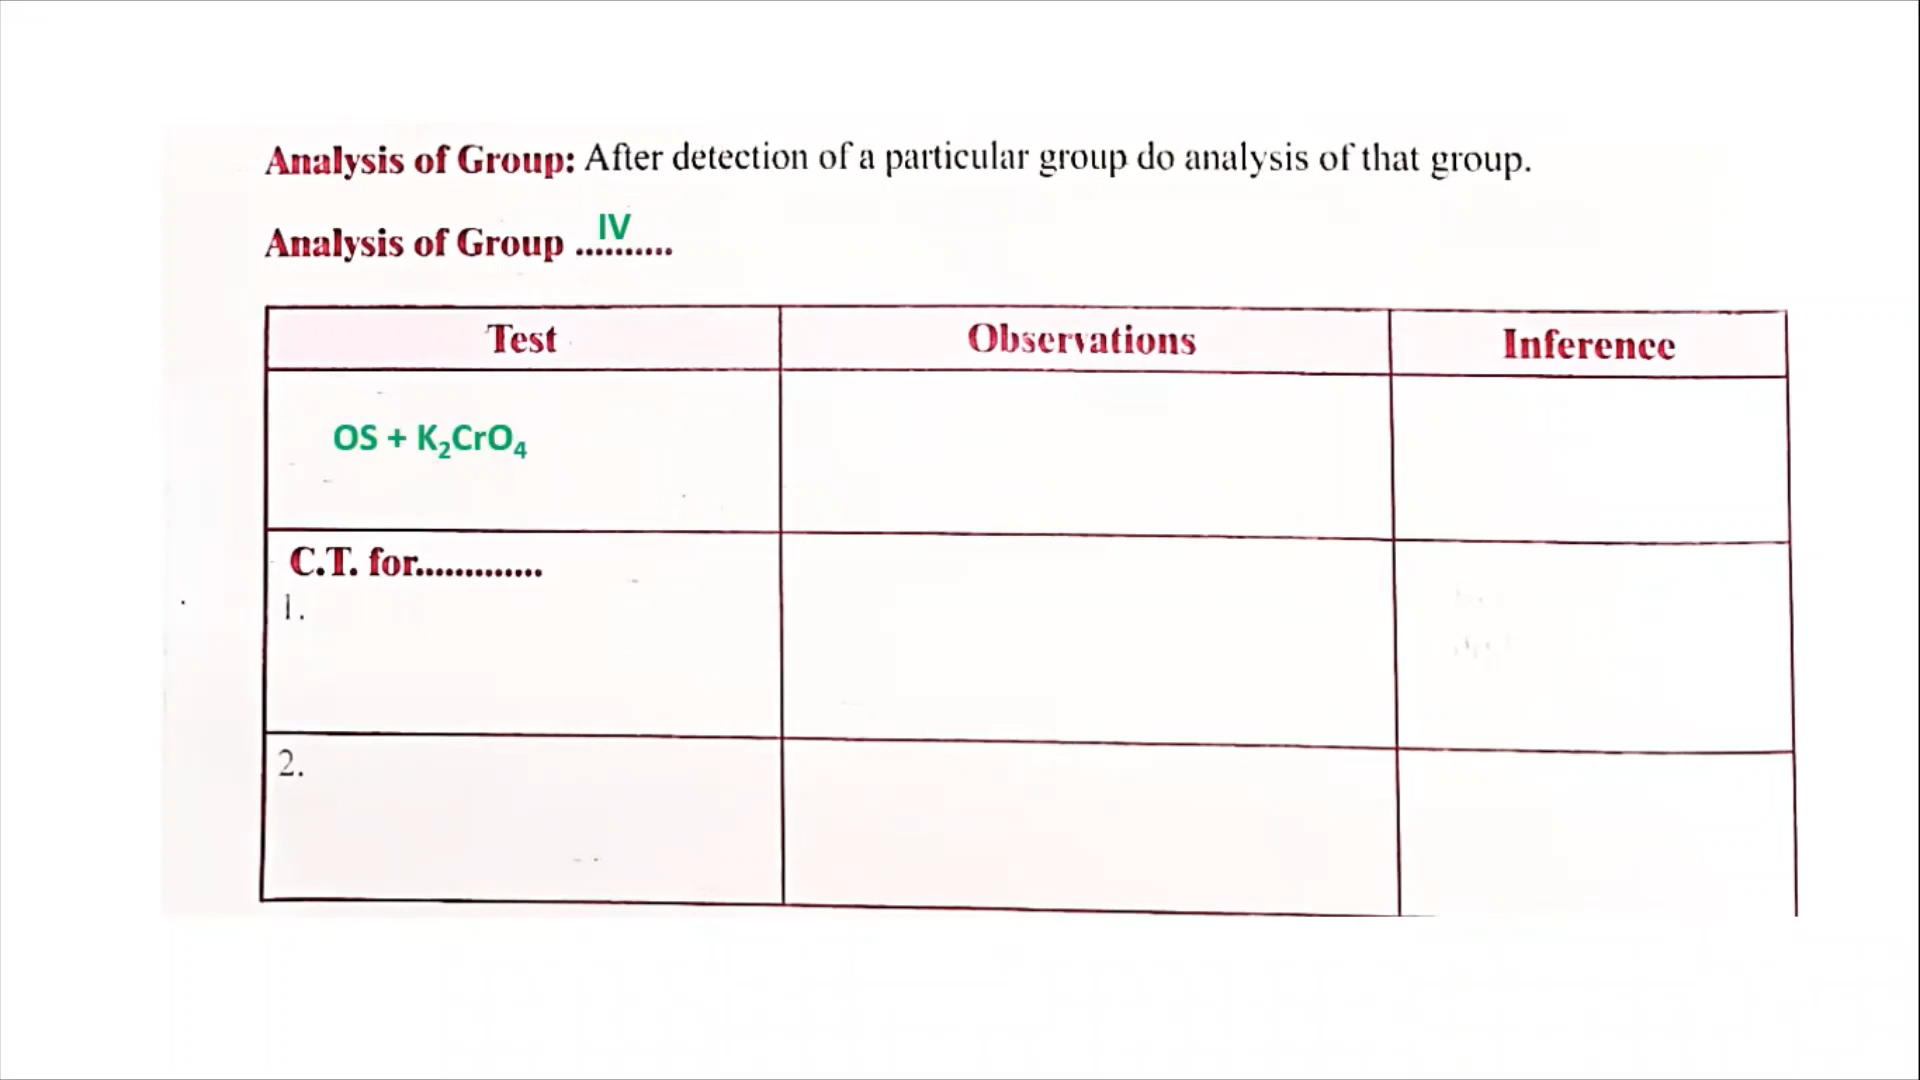 Analysis of Group: After detection of a particular group do analysis of that group.
Analysis of Group ..........
IV
Test
Observations
Inference
OS + K₂CrO₄
C.T. for.............
1.
2.